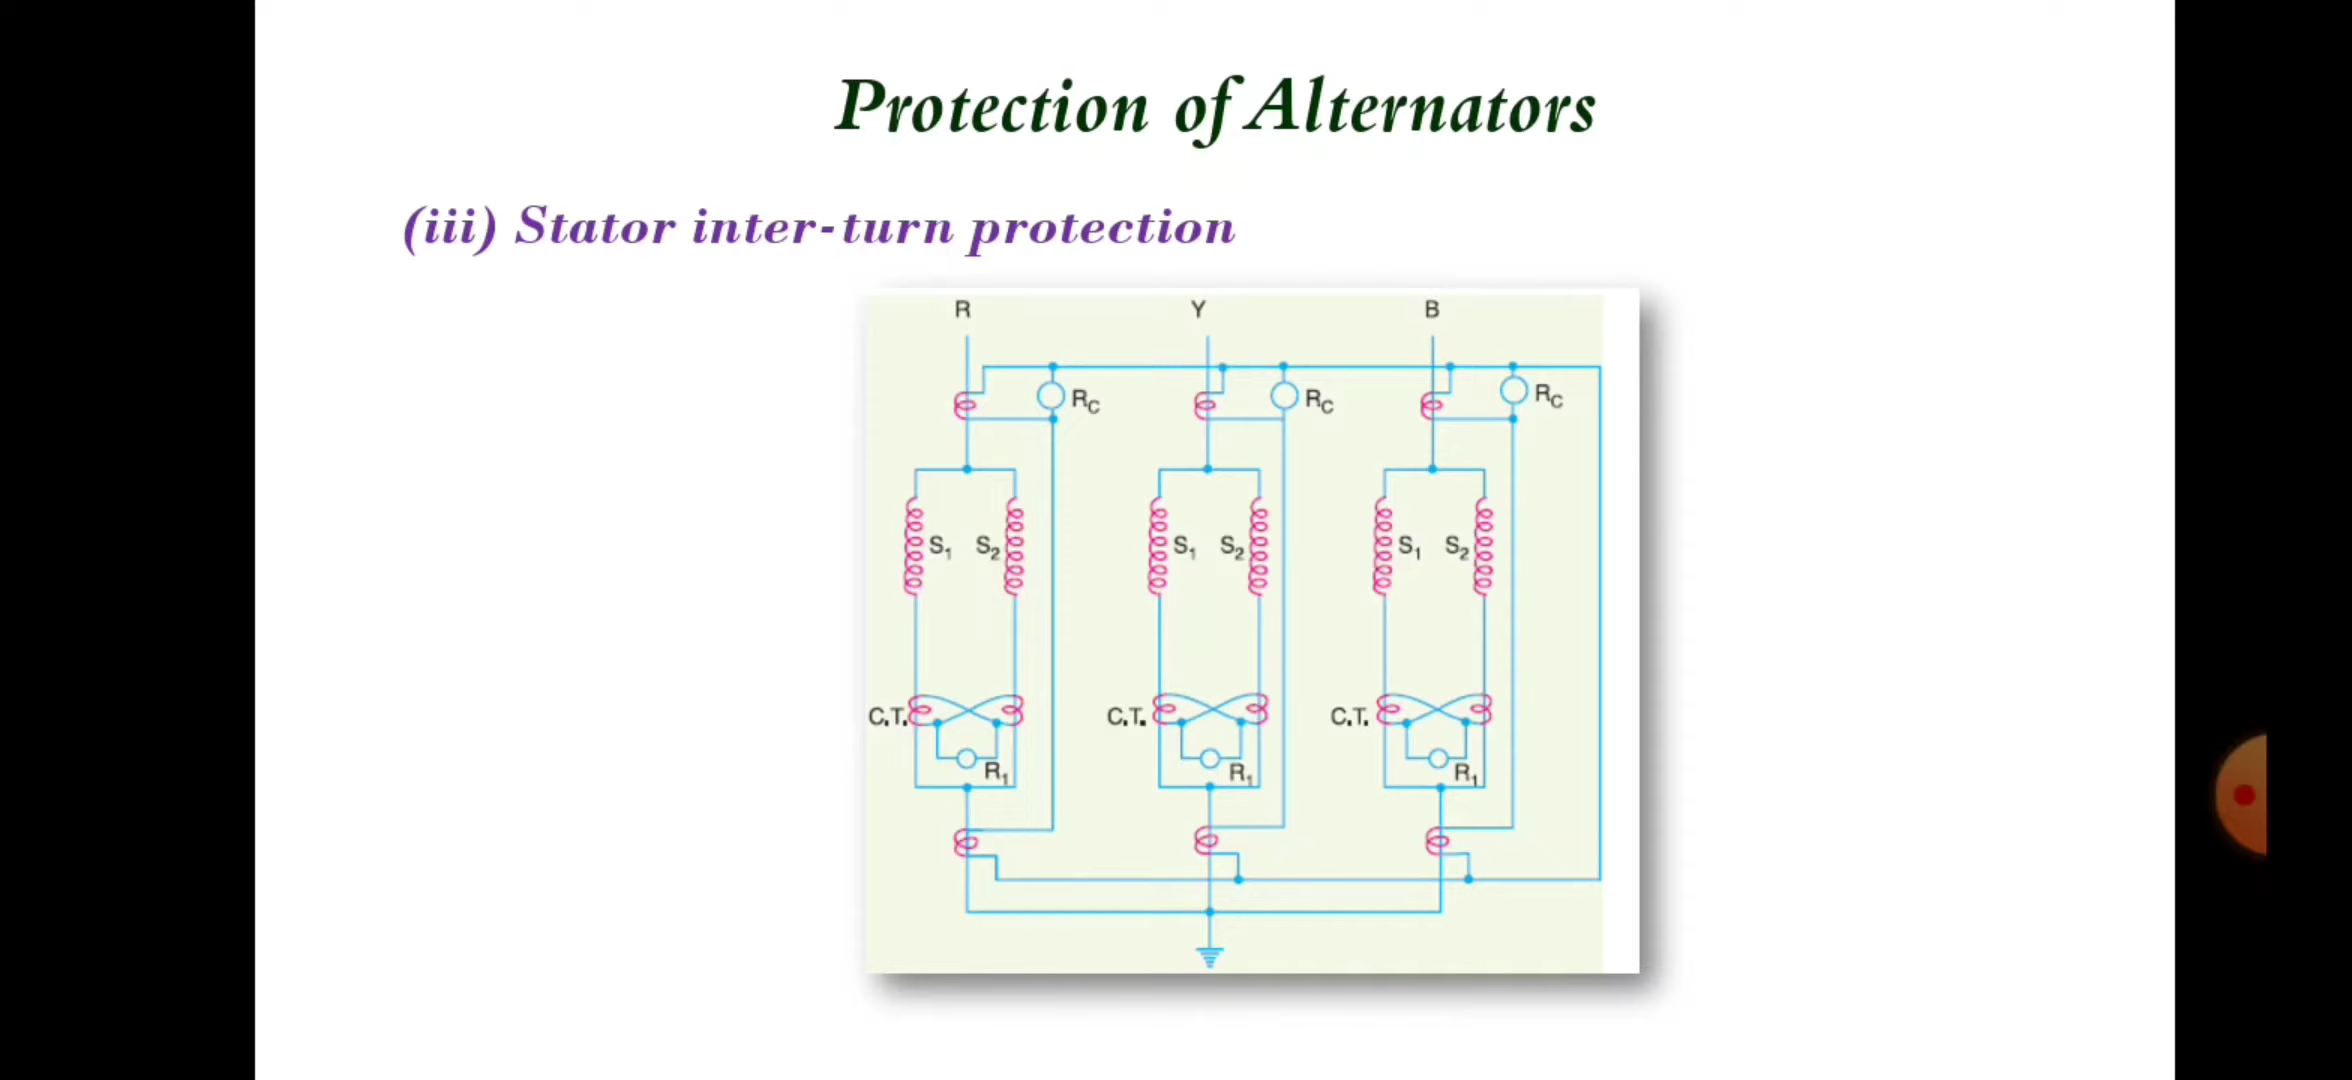 Protection of Alternators
(iii) Stator inter-turn protection
R Y B
R_C R_C R_C
S₁ S₂ S₁ S₂ S₁ S₂
C.T. C.T. C.T.
R₁ R₁ R₁